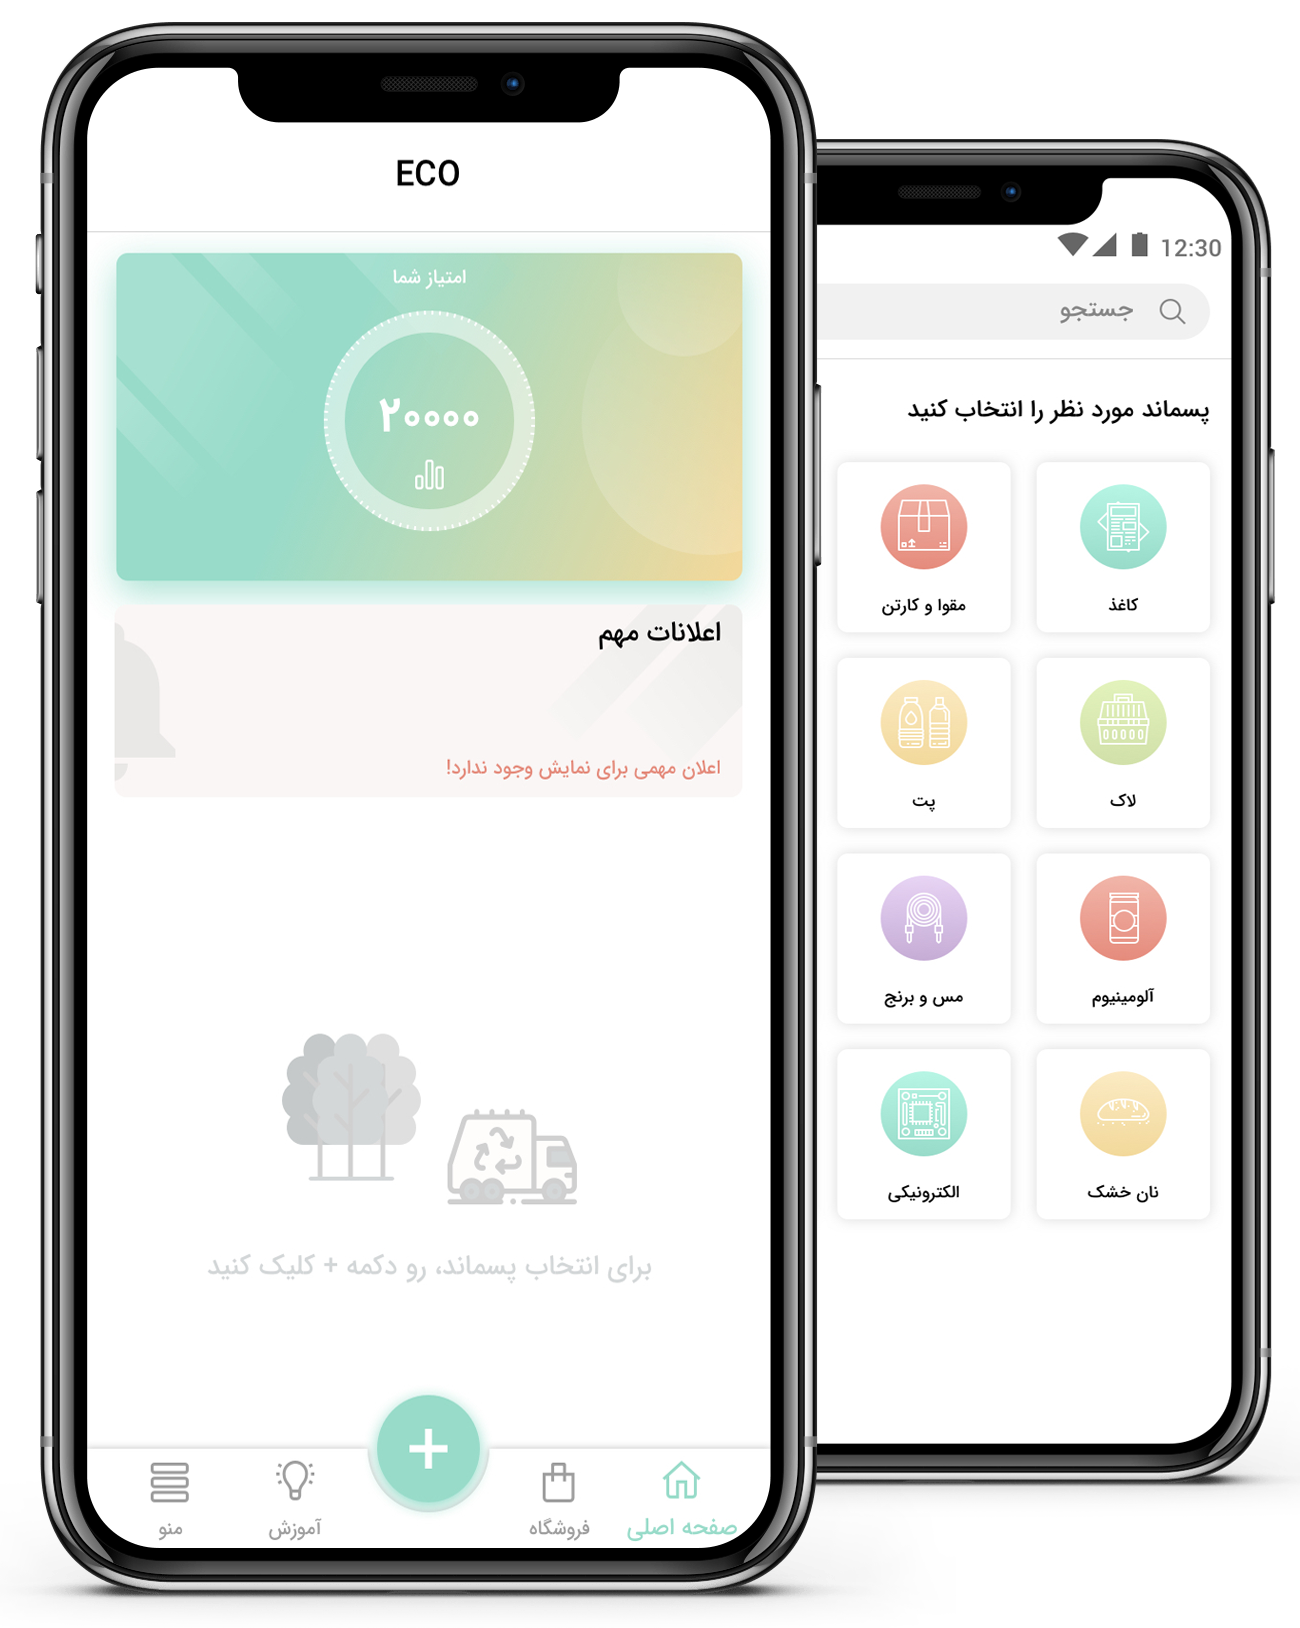 ECO
امتیاز شما
۲۰۰۰۰
اعلانات مهم
اعلان مهمی برای نمایش وجود ندارد!
برای انتخاب پسماند، رو دکمه + کلیک کنید
صفحه اصلی
فروشگاه
+
آموزش
منو
12:30
جستجو
پسماند مورد نظر را انتخاب کنید
کاغذ
مقوا و کارتن
لاک
پت
آلومینیوم
مس و برنج
نان خشک
الکترونیکی